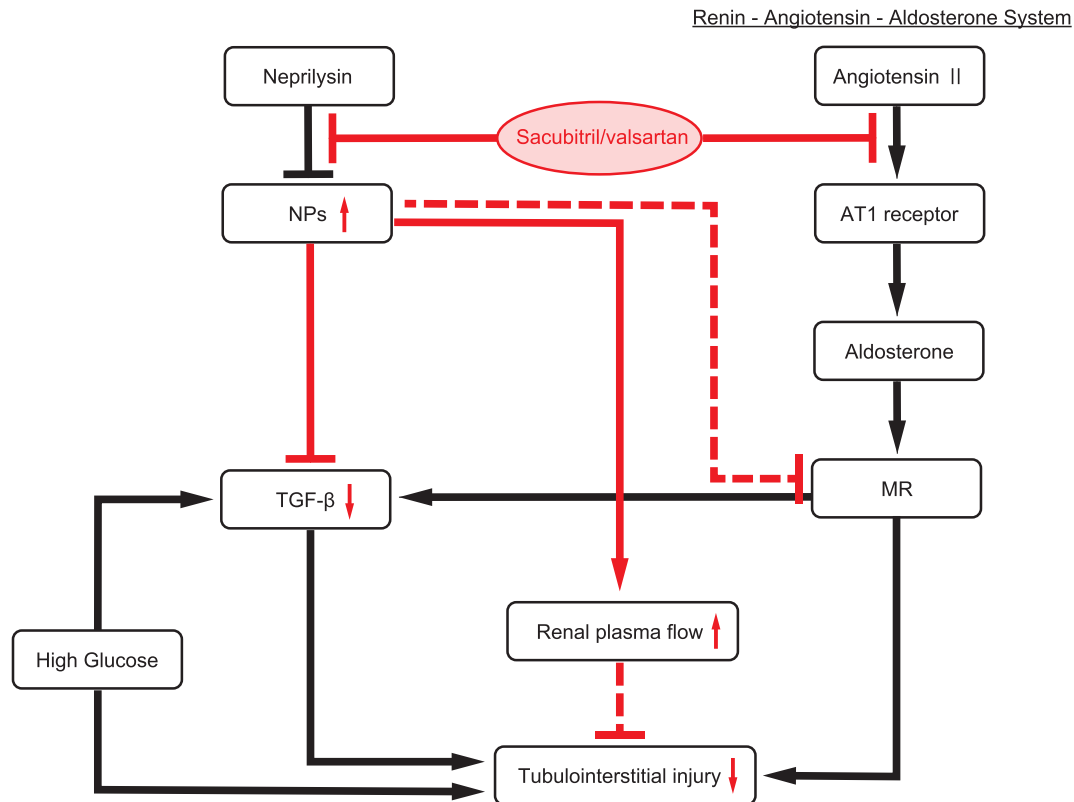 Renin - Angiotensin - Aldosterone System
Neprilysin
Angiotensin Ⅱ
Sacubitril/valsartan
NPs
AT1 receptor
Aldosterone
TGF-β
MR
Renal plasma flow
High Glucose
Tubulointerstitial injury